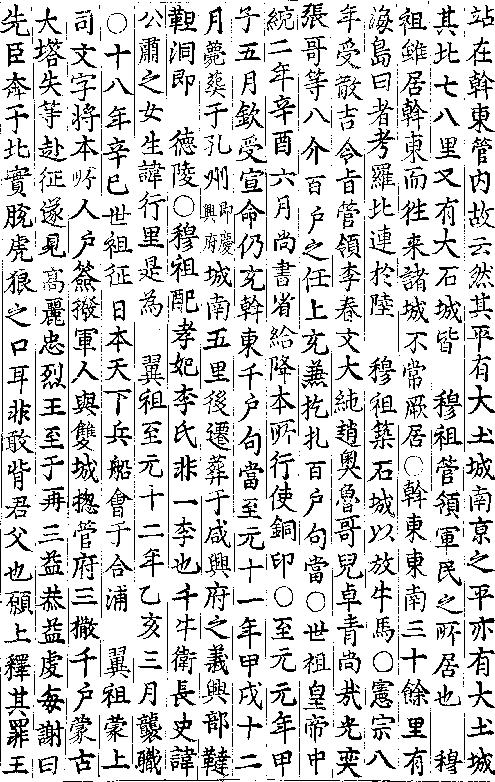 站在斡東管內故云然其平有大土城南京之平亦有大土城
其北七八里又有大石城皆　穆祖管領軍民之所居也　穆
祖雖居斡東而往來諸城不常厥居○斡東東南三十餘里有
海島曰者考羅比連於陸　穆祖築石城以放牛馬○憲宗八
年受散吉令旨管領李春文大純趙奧魯哥兒卓青尚㢤光奕
張哥等八介百戶之任上充兼扢扎百戶句當○世祖皇帝中
統二年辛酉六月尚書省給降本所行使銅印○至元元年甲
子五月欽受宣命仍充斡東千戶句當至元十一年甲戌十二
月薨葬于孔州即慶興府城南五里後遷葬于咸興府之義興部韃
靼洞即　德陵○穆祖配孝妃李氏非一李也千牛衛長史諱
公肅之女生諱行里是為　翼祖至元十二年乙亥三月襲職
○十八年辛巳世祖征日本天下兵船會于合浦　翼祖蒙上
司文字將本所人戶簽撥軍人與雙城摠管府三撒千戶蒙古
大塔失等赴征遂見高麗忠烈王至于再三益恭益虔每謝曰
先臣奔于北實脫虎狼之口耳非敢背君父也願上釋其罪王